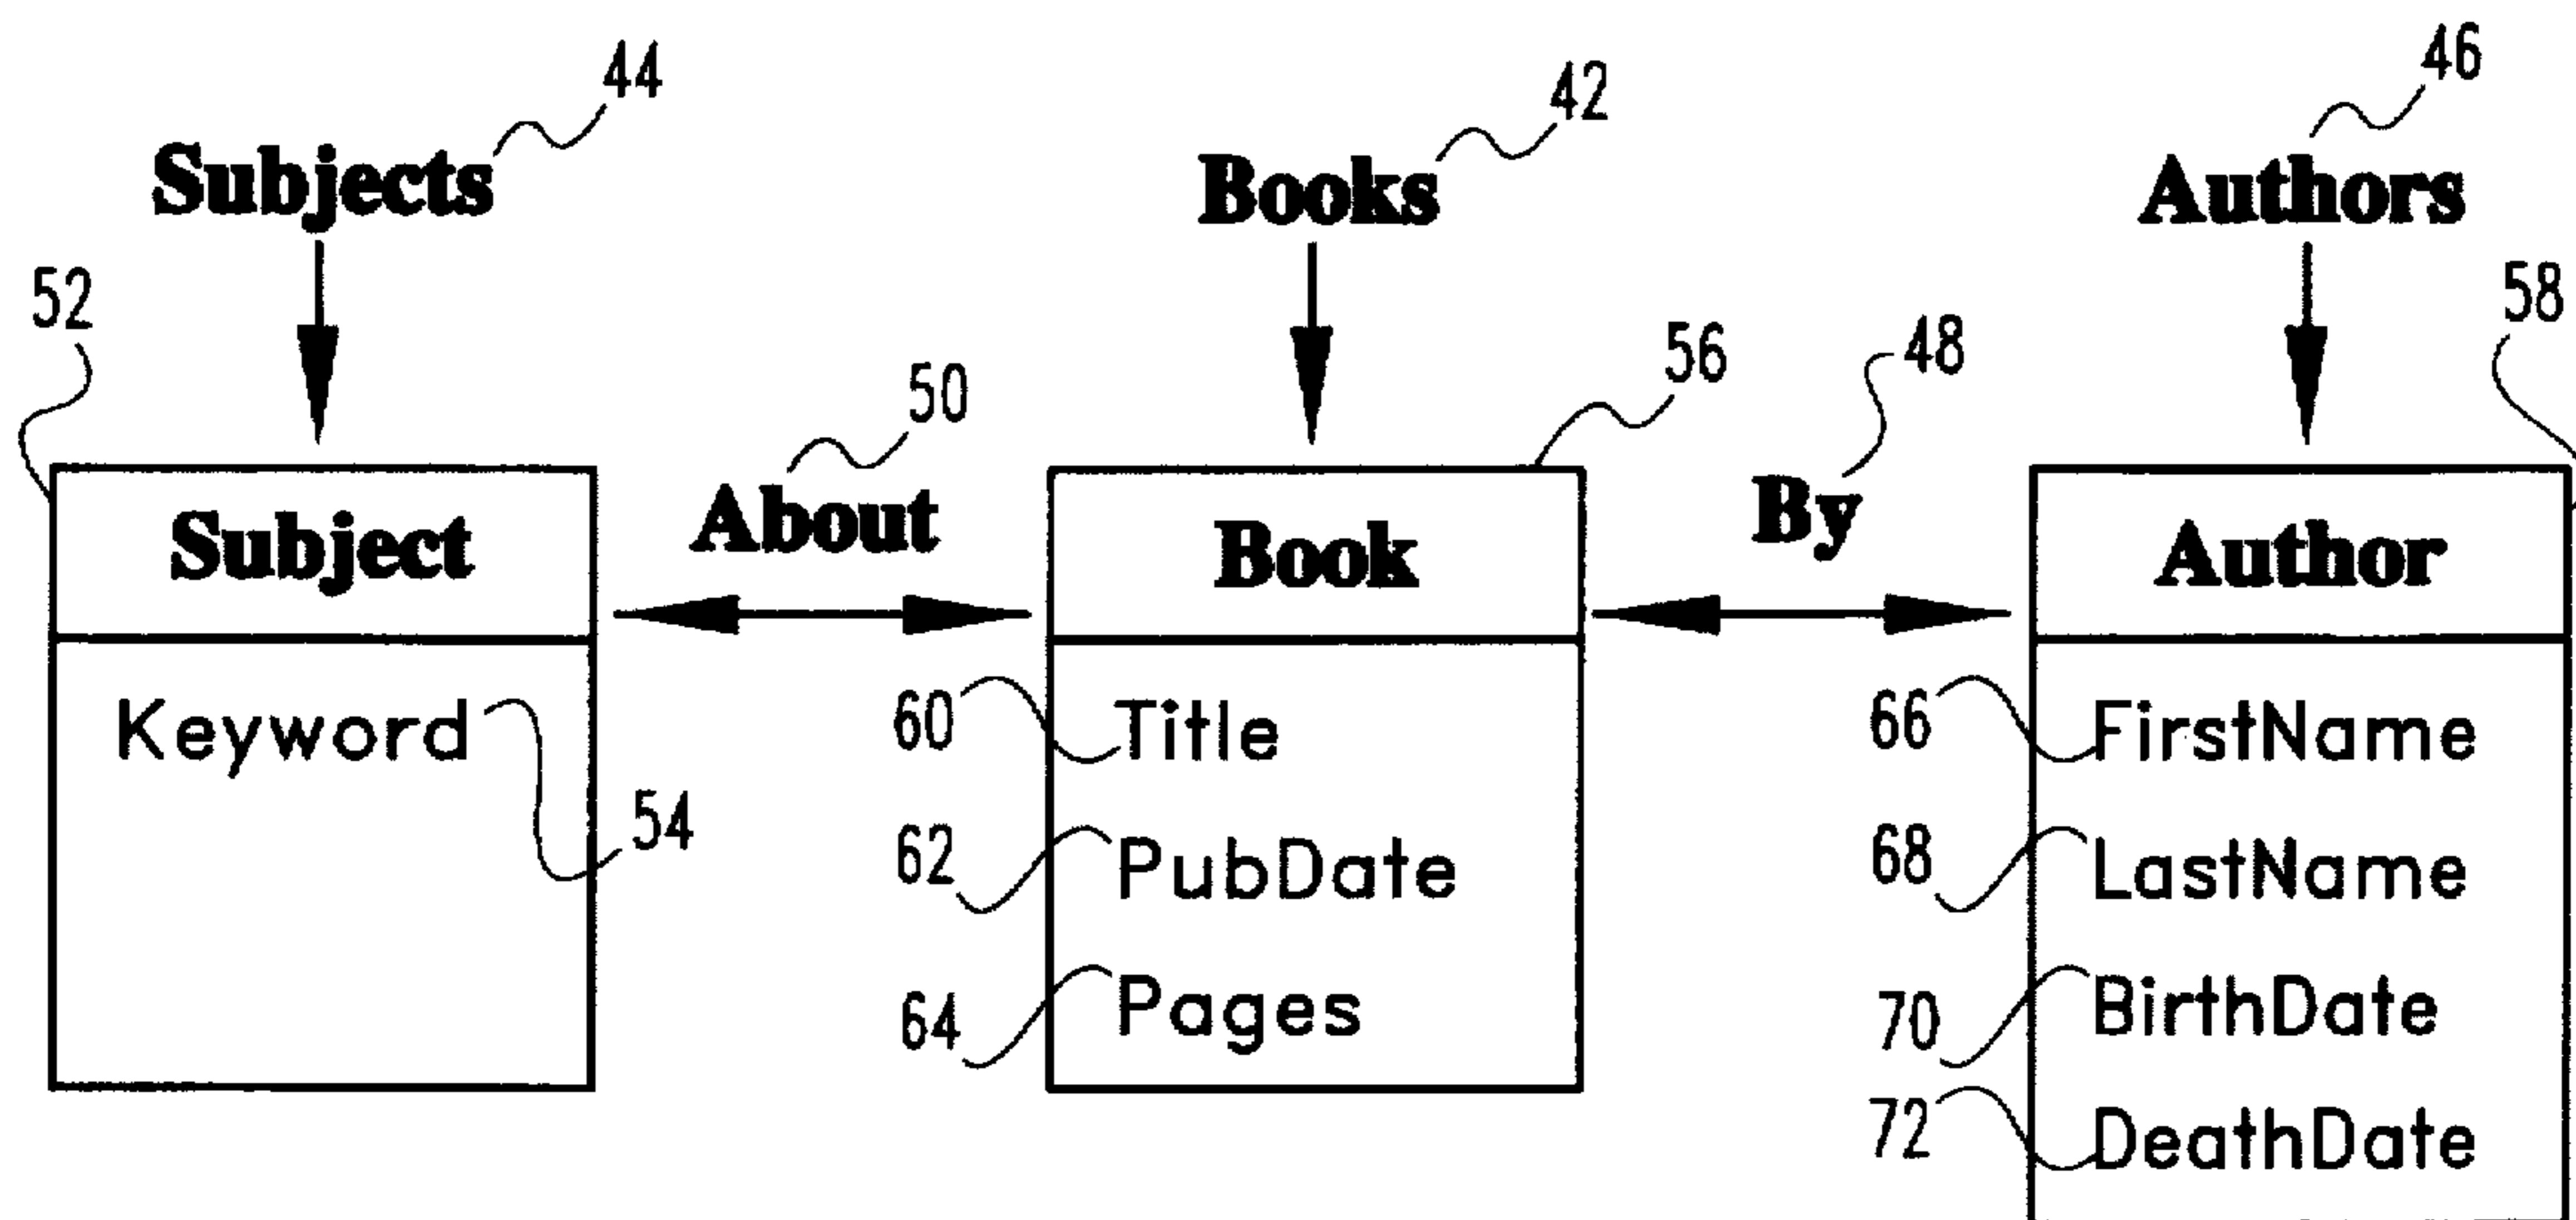 44 42 46
Subjects Books Authors
52 50 56 48 58
Subject About Book By Author
Keyword 60 Title 66 FirstName
54 62 PubDate 68 LastName
64 Pages 70 BirthDate
72 DeathDate